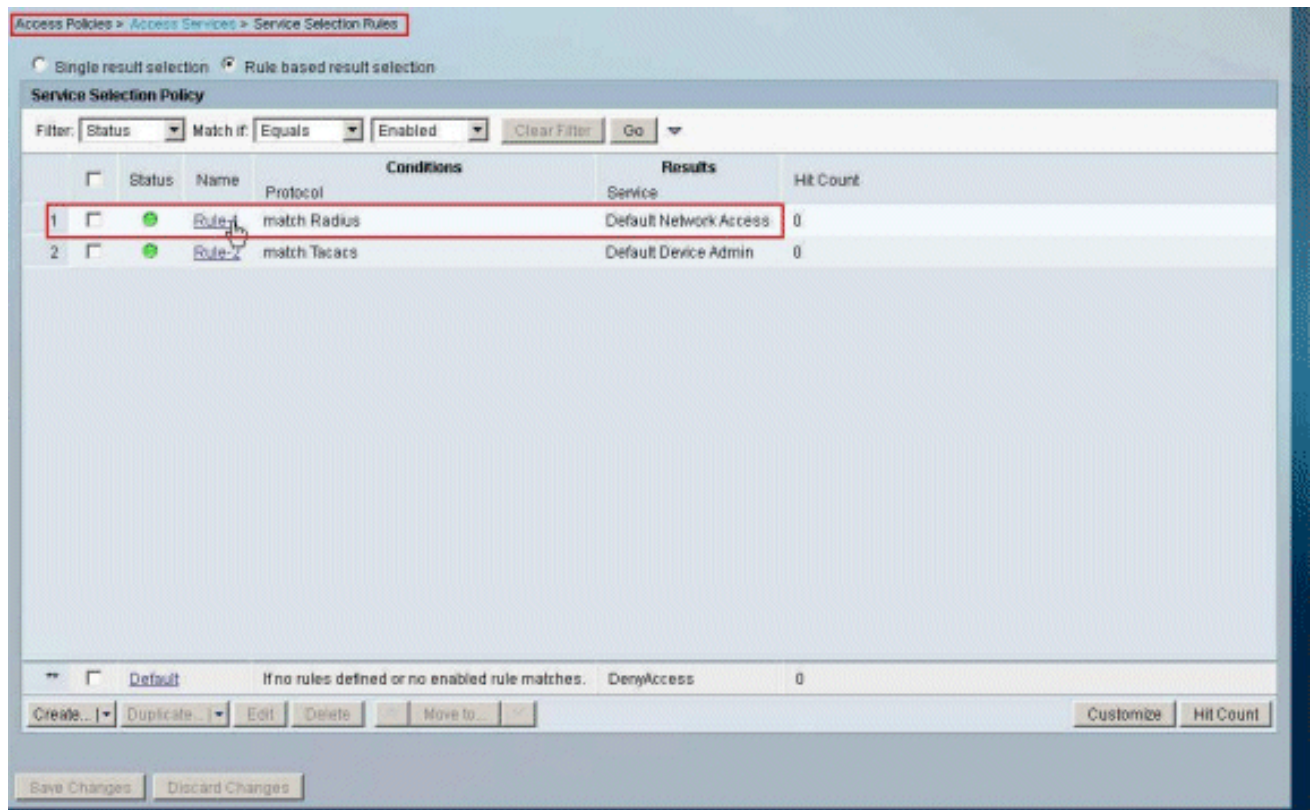 Access Policies > Access Services > Service Selection Rules
Single result selection Rule based result selection
Service Selection Policy
Filter: Status Match if: Equals Enabled Clear Filter Go
Conditions Results
Status Name Protocol Service Hit Count
1 Rule-1 match Radius Default Network Access 0
2 Rule-2 match Tacacs Default Device Admin 0
** Default If no rules defined or no enabled rule matches. DenyAccess 0
Create... Duplicate... Edit Delete Move to... Customize Hit Count
Save Changes Discard Changes